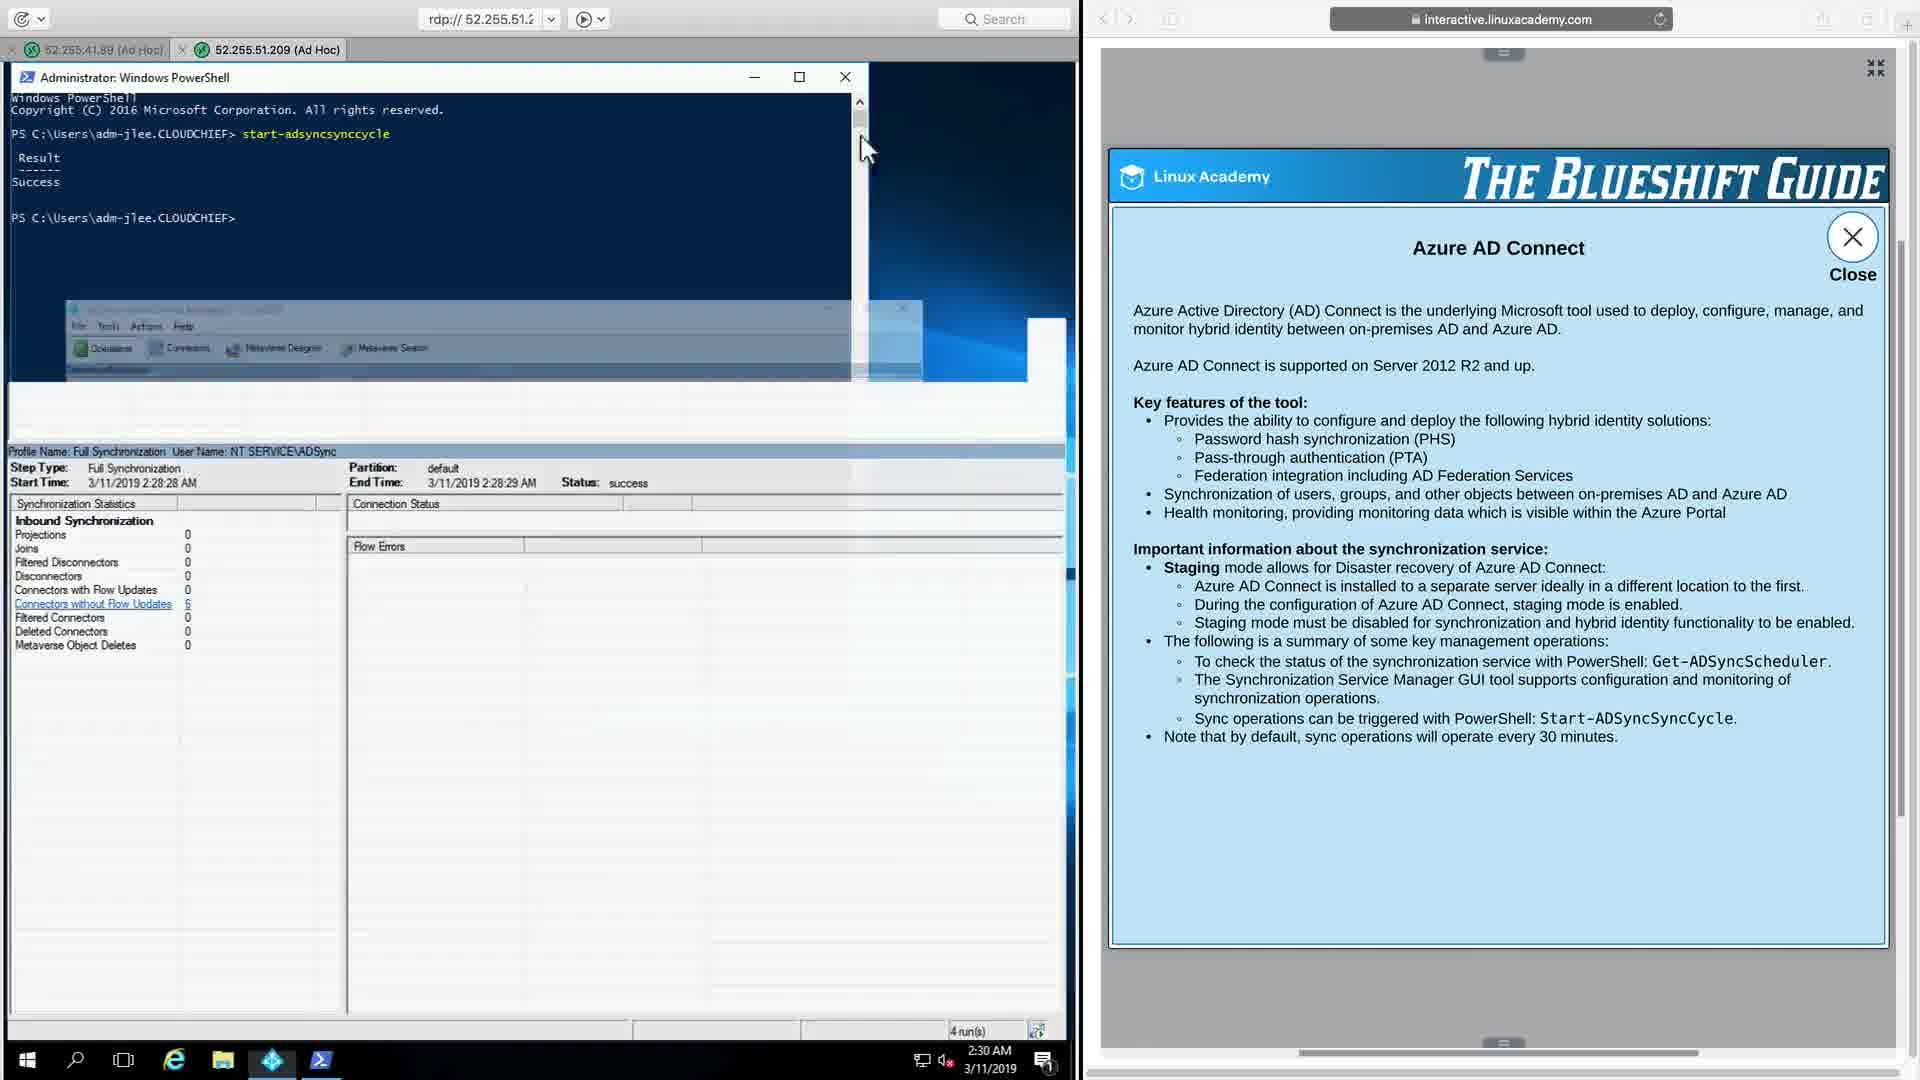 rdp:// 52.255.51.2
Search
52.255.41.89 (Ad Hoc)
52.255.51.209 (Ad Hoc)
Administrator: Windows PowerShell
Windows PowerShell
Copyright (C) 2016 Microsoft Corporation. All rights reserved.
PS C:\Users\adm-jlee.CLOUDCHIEF> start-adsyncsynccycle
Result
------
Success
PS C:\Users\adm-jlee.CLOUDCHIEF>
File Tools Actions Help
Operations Connectors Metaverse Designer Metaverse Search
Profile Name: Full Synchronization User Name: NT SERVICE\ADSync
Step Type: Full Synchronization Partition: default
Start Time: 3/11/2019 2:28:28 AM End Time: 3/11/2019 2:28:29 AM Status: success
Synchronization Statistics
Connection Status
Inbound Synchronization
Projections 0
Joins 0
Filtered Disconnectors 0
Disconnectors 0
Connectors with Flow Updates 0
Connectors without Flow Updates 6
Filtered Connectors 0
Deleted Connectors 0
Metaverse Object Deletes 0
Flow Errors
4 run(s)
2:30 AM
3/11/2019
1
interactive.linuxacademy.com
Linux Academy
THE BLUESHIFT GUIDE
Azure AD Connect
Close
Azure Active Directory (AD) Connect is the underlying Microsoft tool used to deploy, configure, manage, and
monitor hybrid identity between on-premises AD and Azure AD.
Azure AD Connect is supported on Server 2012 R2 and up.
Key features of the tool:
• Provides the ability to configure and deploy the following hybrid identity solutions:
◦ Password hash synchronization (PHS)
◦ Pass-through authentication (PTA)
◦ Federation integration including AD Federation Services
• Synchronization of users, groups, and other objects between on-premises AD and Azure AD
• Health monitoring, providing monitoring data which is visible within the Azure Portal
Important information about the synchronization service:
• Staging mode allows for Disaster recovery of Azure AD Connect:
◦ Azure AD Connect is installed to a separate server ideally in a different location to the first.
◦ During the configuration of Azure AD Connect, staging mode is enabled.
◦ Staging mode must be disabled for synchronization and hybrid identity functionality to be enabled.
• The following is a summary of some key management operations:
◦ To check the status of the synchronization service with PowerShell: Get-ADSyncScheduler.
◦ The Synchronization Service Manager GUI tool supports configuration and monitoring of
synchronization operations.
◦ Sync operations can be triggered with PowerShell: Start-ADSyncSyncCycle.
• Note that by default, sync operations will operate every 30 minutes.